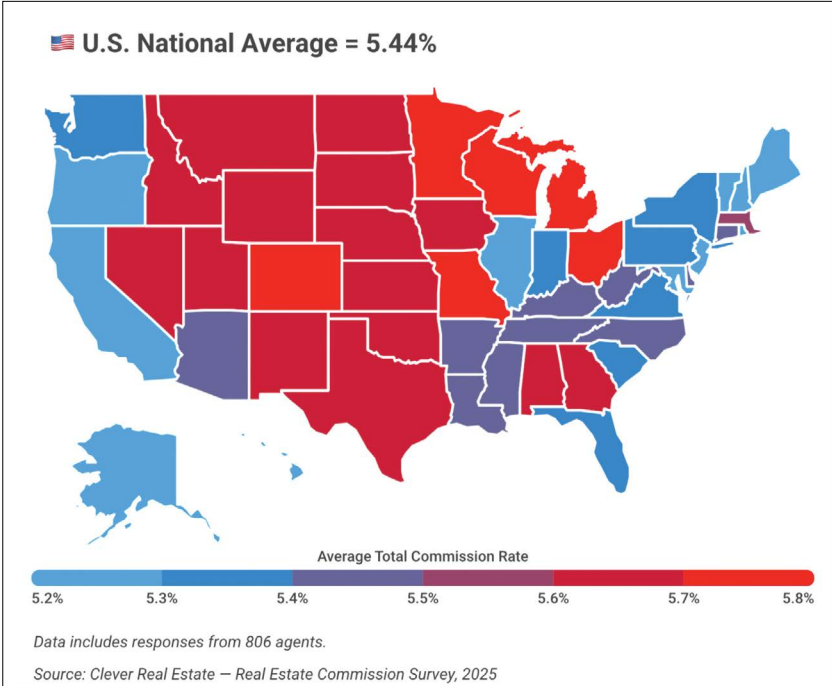 🇺🇸 U.S. National Average = 5.44%
Average Total Commission Rate
5.2% 5.3% 5.4% 5.5% 5.6% 5.7% 5.8%
Data includes responses from 806 agents.
Source: Clever Real Estate — Real Estate Commission Survey, 2025